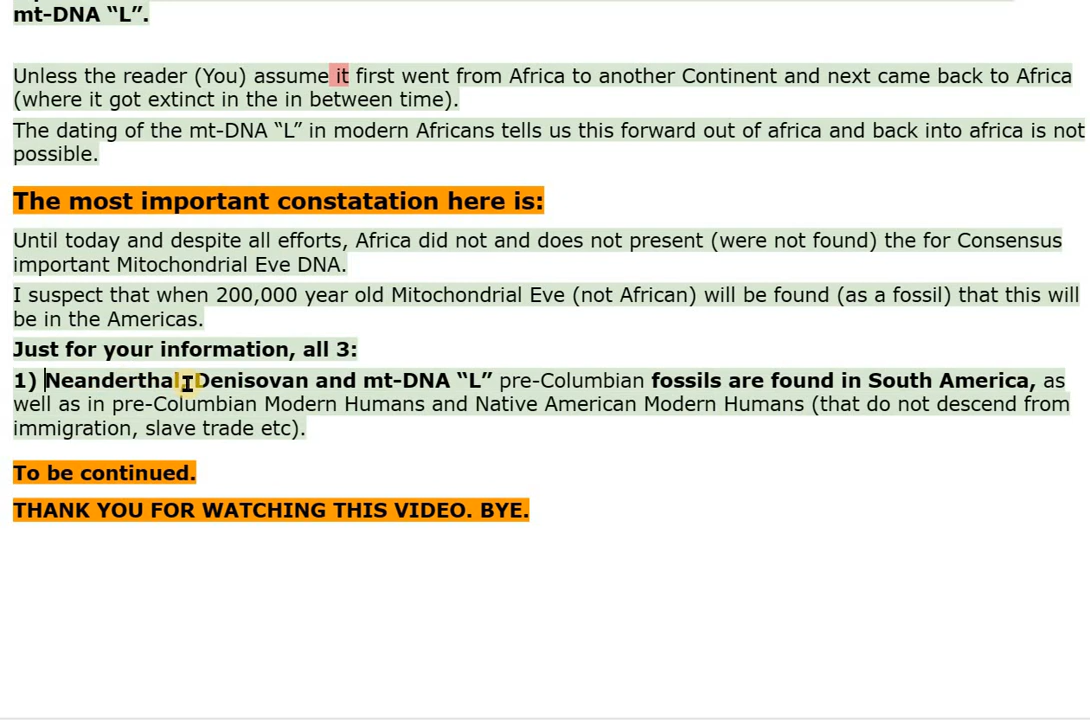 mt-DNA “L”.
Unless the reader (You) assume it first went from Africa to another Continent and next came back to Africa
(where it got extinct in the in between time).
The dating of the mt-DNA “L” in modern Africans tells us this forward out of africa and back into africa is not
possible.
The most important constatation here is:
Until today and despite all efforts, Africa did not and does not present (were not found) the for Consensus
important Mitochondrial Eve DNA.
I suspect that when 200,000 year old Mitochondrial Eve (not African) will be found (as a fossil) that this will
be in the Americas.
Just for your information, all 3:
1) Neanderthal, Denisovan and mt-DNA “L” pre-Columbian fossils are found in South America, as
well as in pre-Columbian Modern Humans and Native American Modern Humans (that do not descend from
immigration, slave trade etc).
To be continued.
THANK YOU FOR WATCHING THIS VIDEO. BYE.